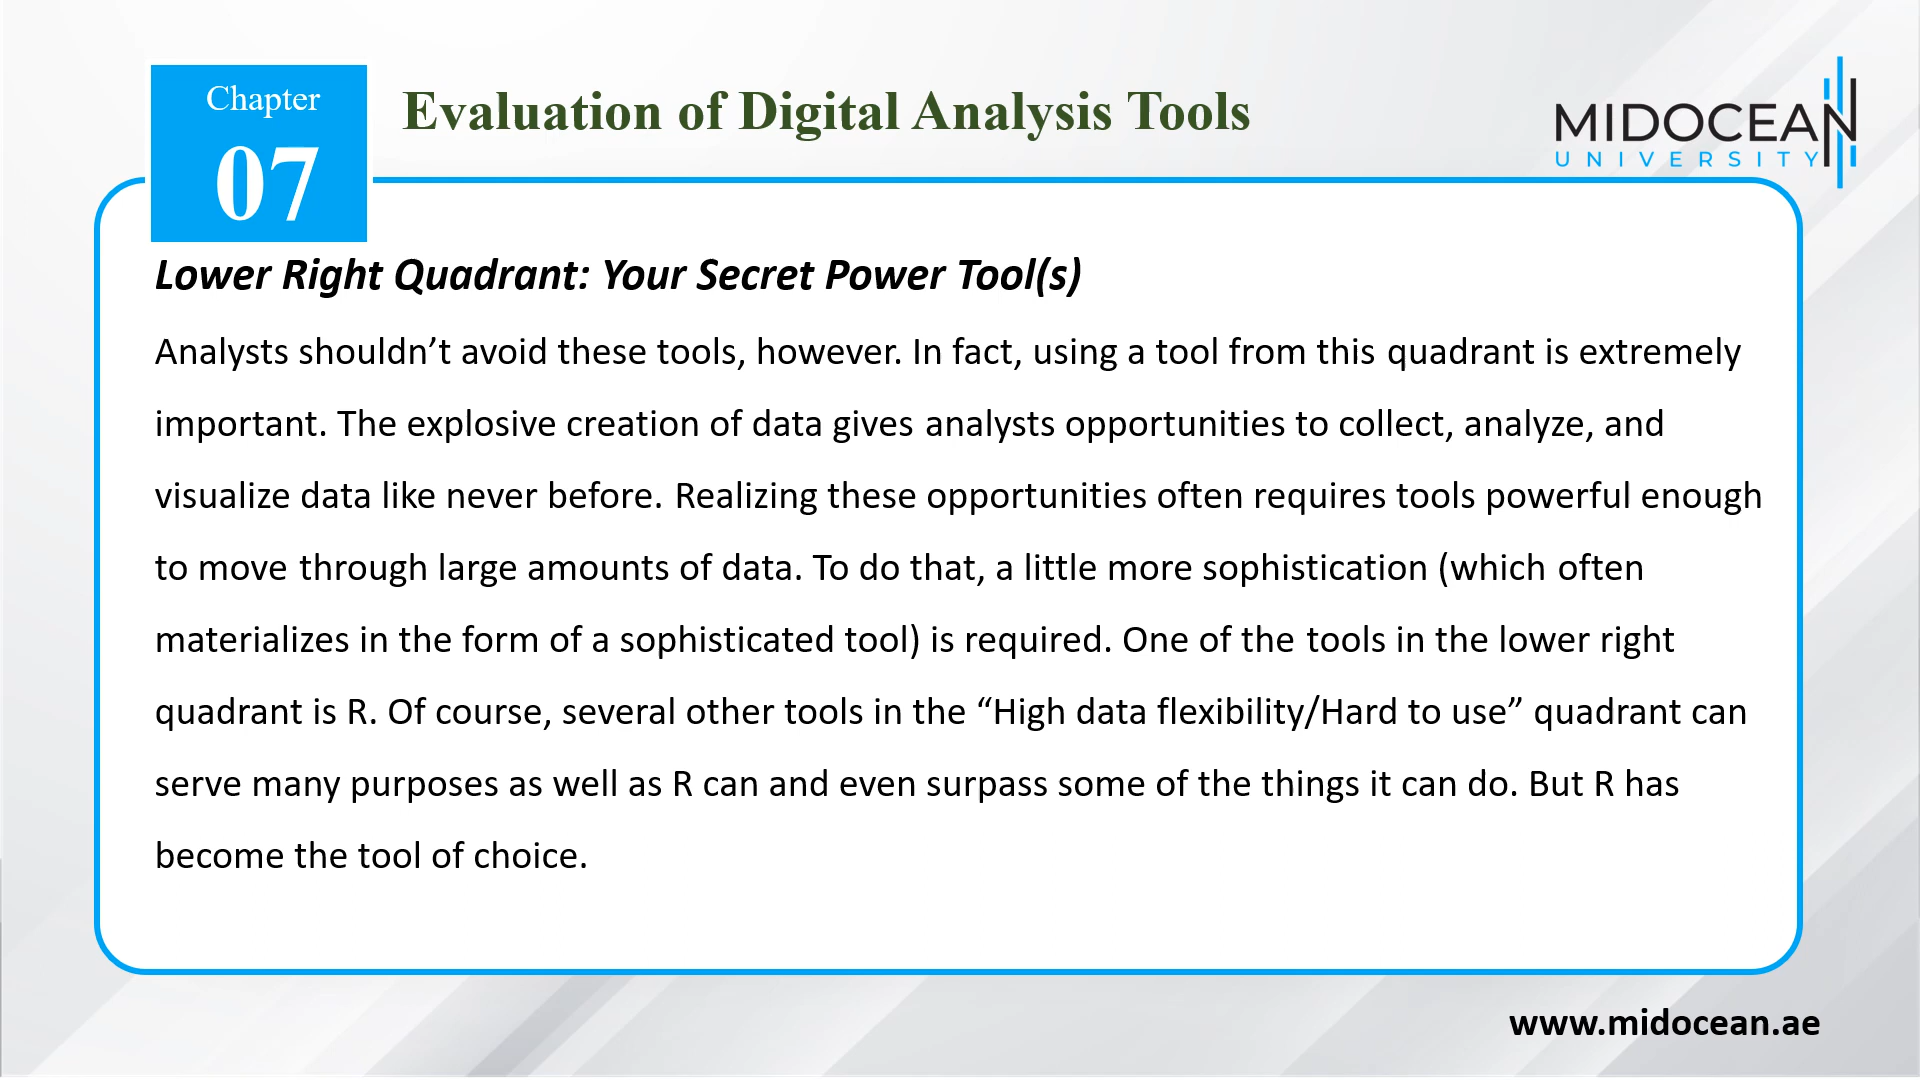 Chapter
07
Evaluation of Digital Analysis Tools
MIDOCEAN
UNIVERSITY
Lower Right Quadrant: Your Secret Power Tool(s)
Analysts shouldn’t avoid these tools, however. In fact, using a tool from this quadrant is extremely
important. The explosive creation of data gives analysts opportunities to collect, analyze, and
visualize data like never before. Realizing these opportunities often requires tools powerful enough
to move through large amounts of data. To do that, a little more sophistication (which often
materializes in the form of a sophisticated tool) is required. One of the tools in the lower right
quadrant is R. Of course, several other tools in the “High data flexibility/Hard to use” quadrant can
serve many purposes as well as R can and even surpass some of the things it can do. But R has
become the tool of choice.
www.midocean.ae